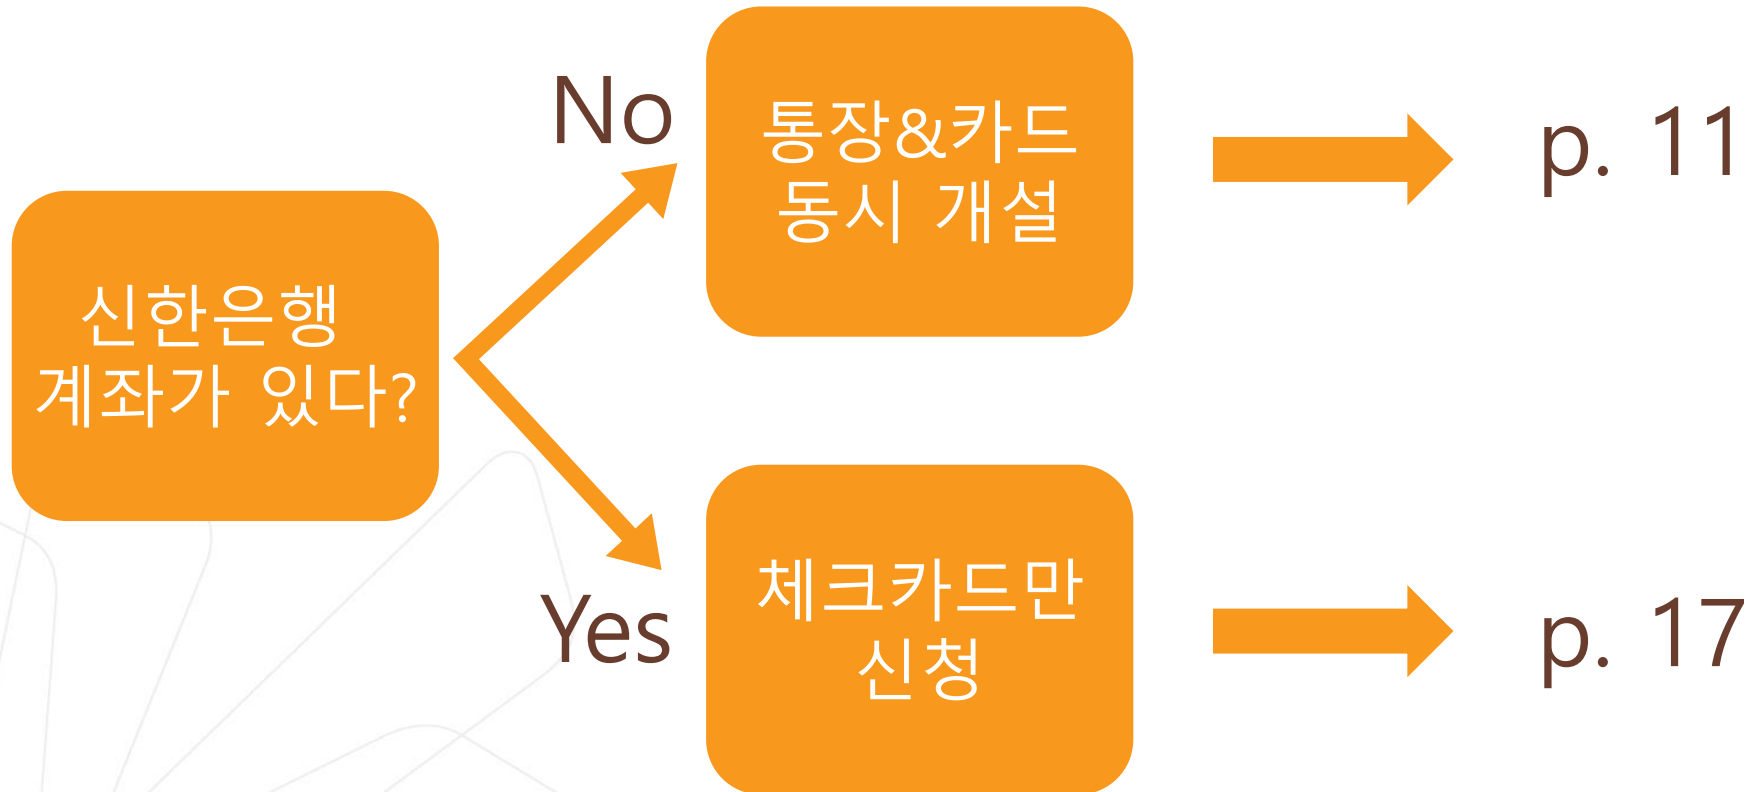 신한은행
계좌가 있다?
No
통장&카드
동시 개설
p. 11
Yes
체크카드만
신청
p. 17